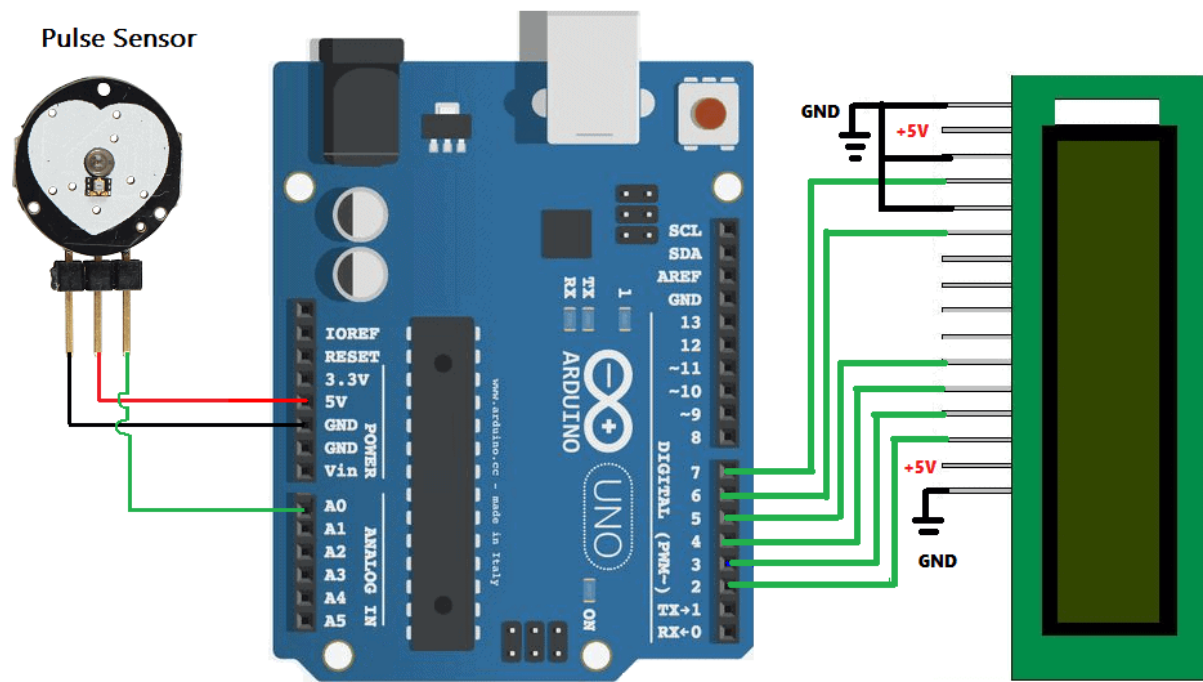 Pulse Sensor
IOREF
RESET
3.3V
5V
GND
GND
Vin
POWER
A0
A1
A2
A3
A4
A5
ANALOG IN
www.arduino.cc - made in Italy
RX
TX
1
ARDUINO
UNO
ON
SCL
SDA
AREF
GND
13
12
~11
~10
~9
8
7
6
5
4
3
2
TX→1
RX←0
DIGITAL (PWM~)
GND
+5V
+5V
GND